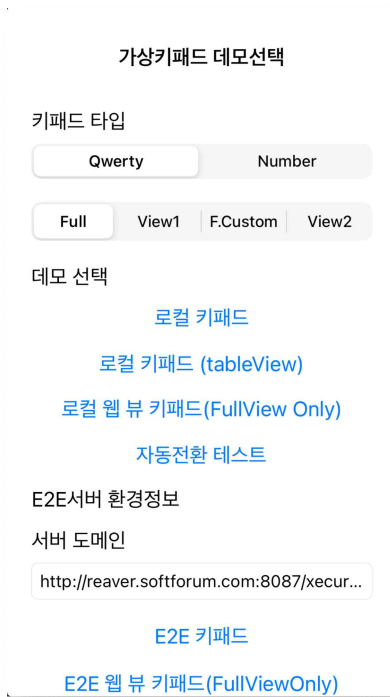 가상키패드 데모선택
키패드 타입
Qwerty Number
Full View1 F.Custom View2
데모 선택
로컬 키패드
로컬 키패드 (tableView)
로컬 웹 뷰 키패드(FullView Only)
자동전환 테스트
E2E서버 환경정보
서버 도메인
http://reaver.softforum.com:8087/xecur...
E2E 키패드
E2E 웹 뷰 키패드(FullViewOnly)